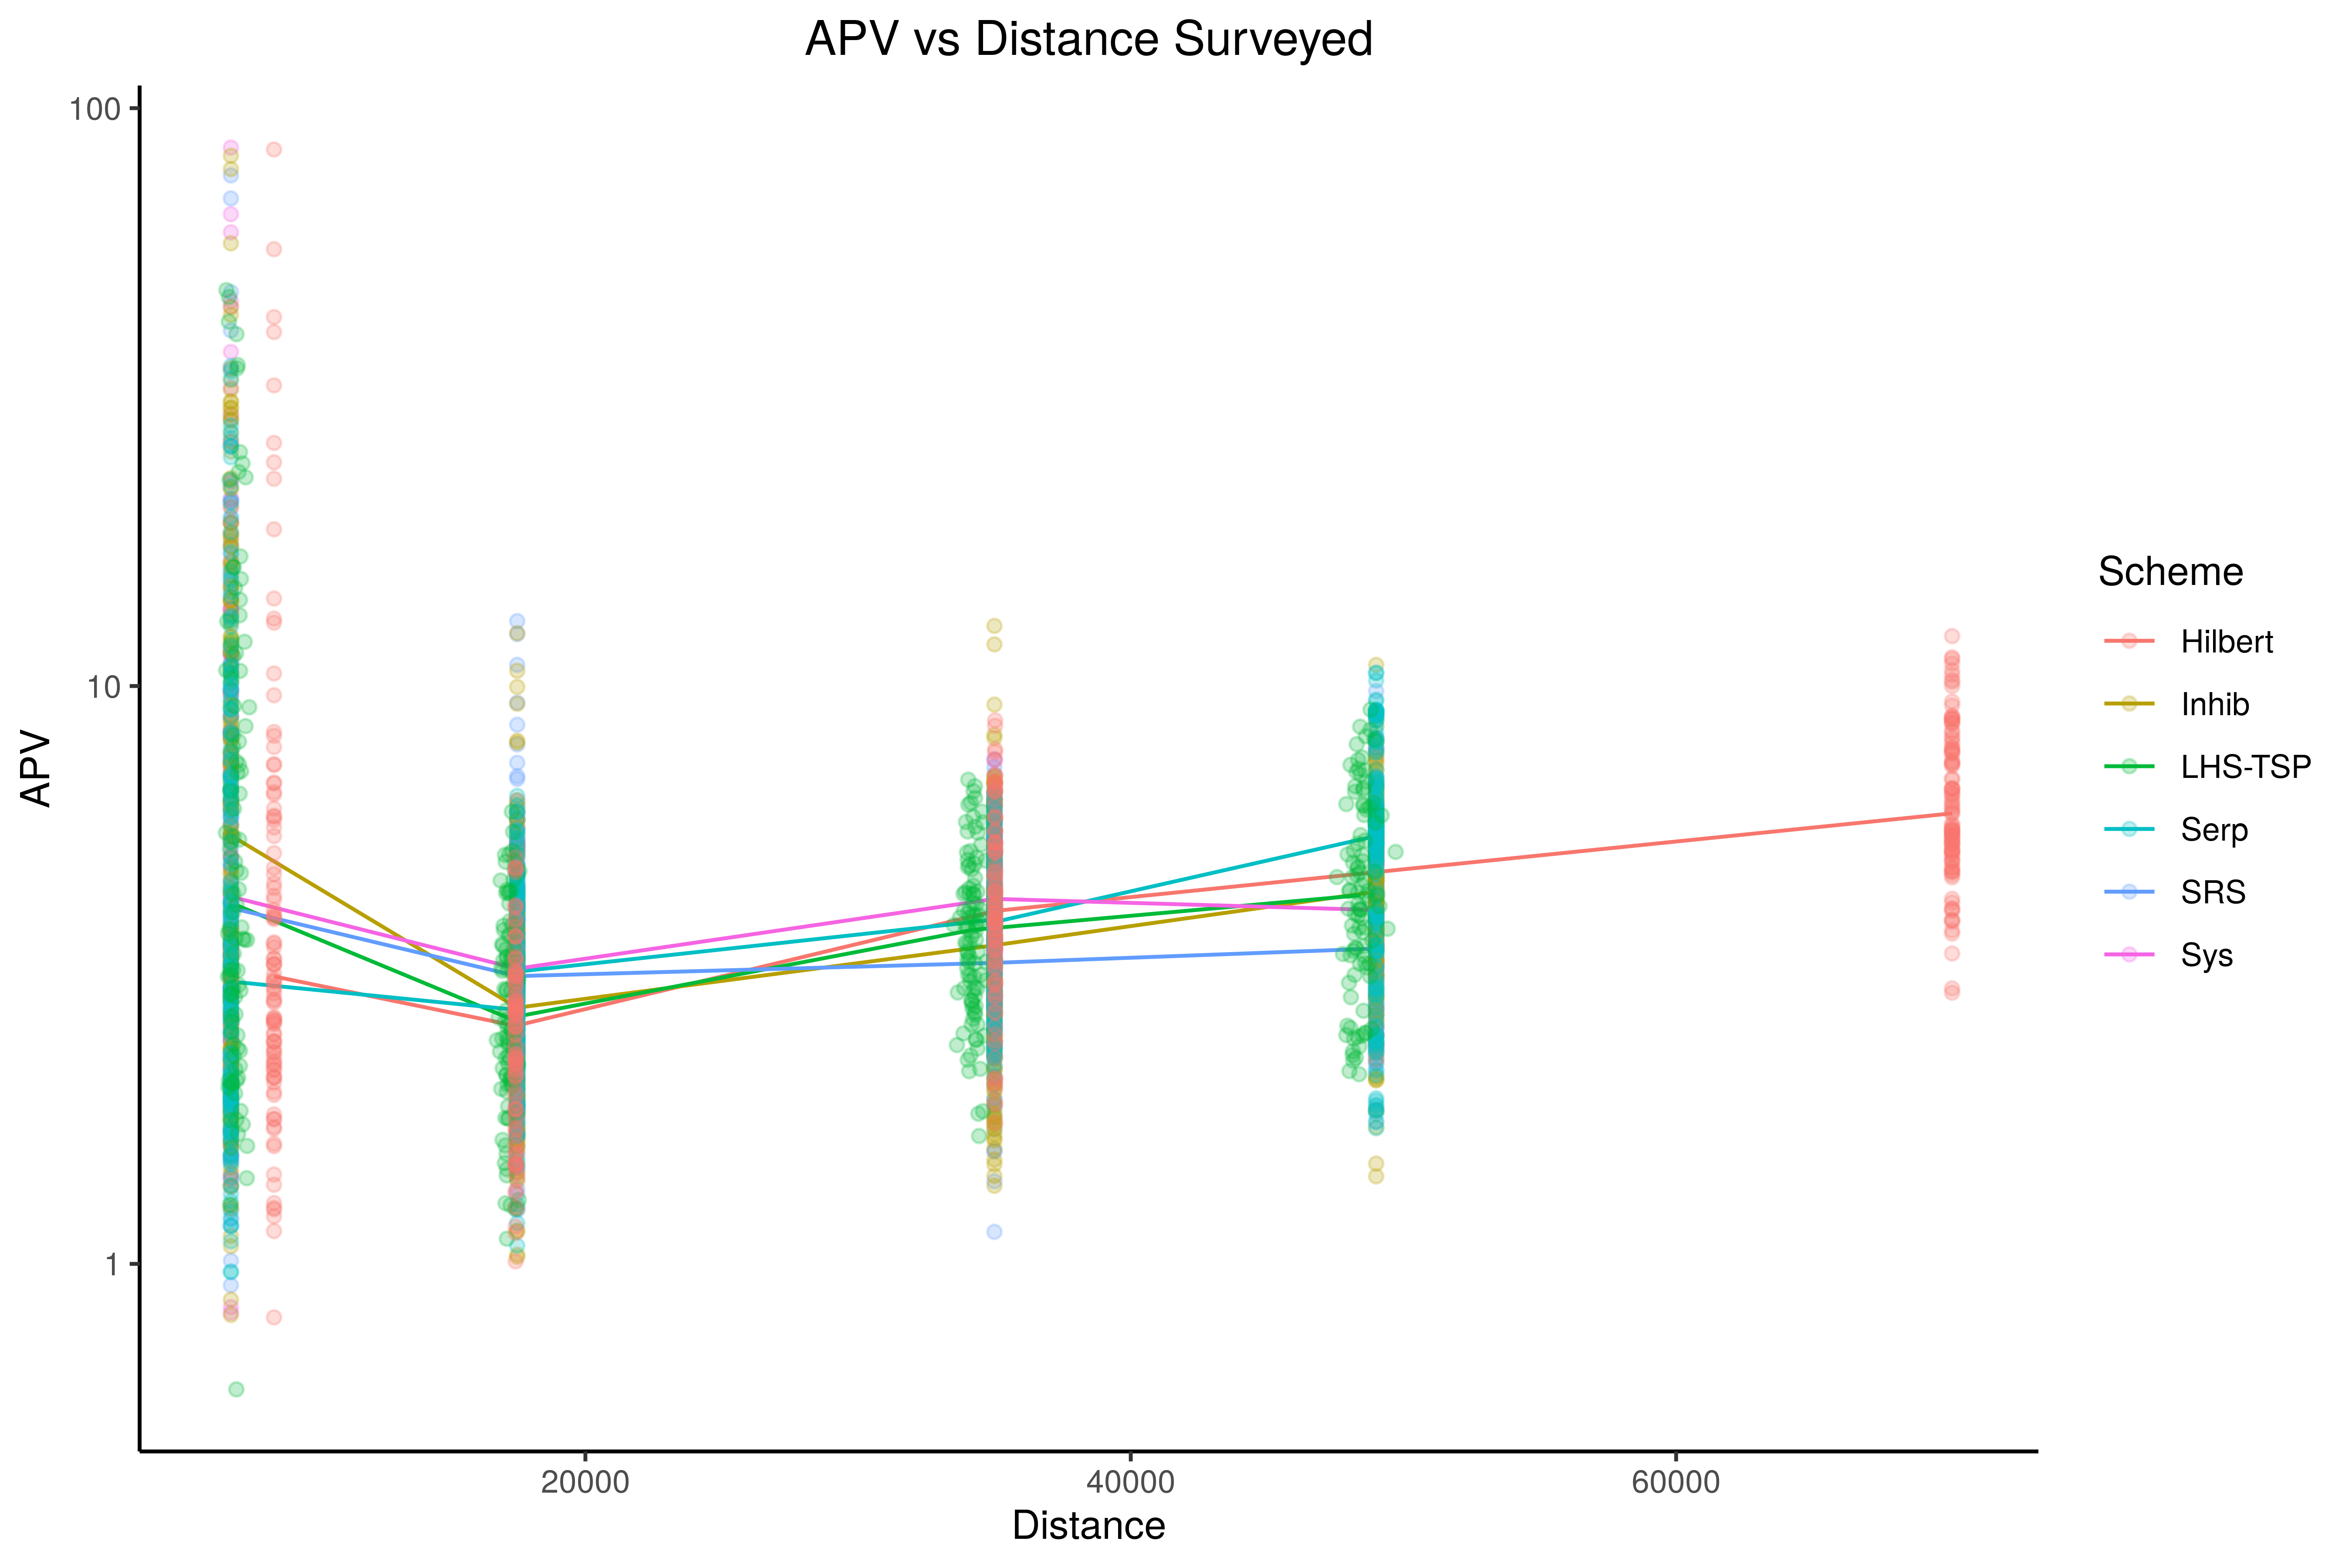 APV vs Distance Surveyed
100
10
1
APV
20000
40000
60000
Distance
Scheme
Hilbert
Inhib
LHS-TSP
Serp
SRS
Sys